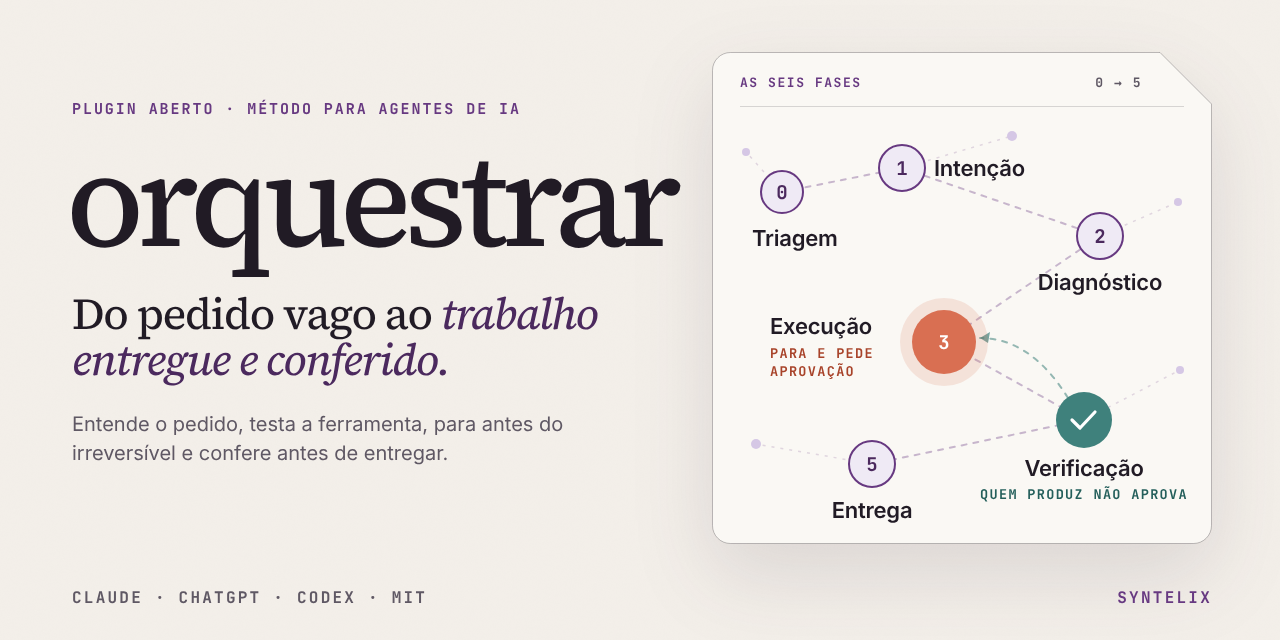 PLUGIN ABERTO · MÉTODO PARA AGENTES DE IA
orquestrar
Do pedido vago ao trabalho
entregue e conferido.
Entende o pedido, testa a ferramenta, para antes do
irreversível e confere antes de entregar.
CLAUDE · CHATGPT · CODEX · MIT
AS SEIS FASES
0 → 5
0
Triagem
1
Intenção
2
Diagnóstico
3
Execução
PARA E PEDE
APROVAÇÃO
Verificação
QUEM PRODUZ NÃO APROVA
5
Entrega
SYNTELIX